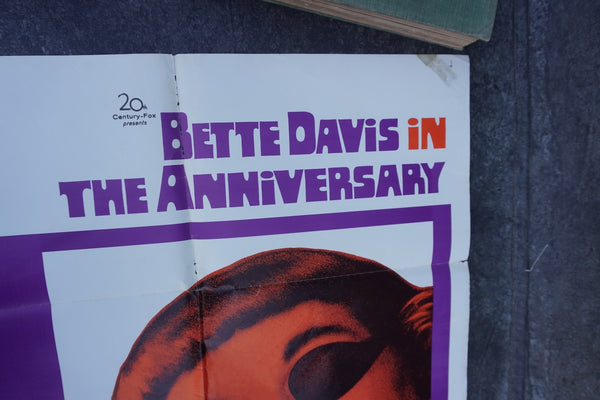 20th
Century-Fox
presents
BETTE DAVIS IN
THE ANNIVERSARY